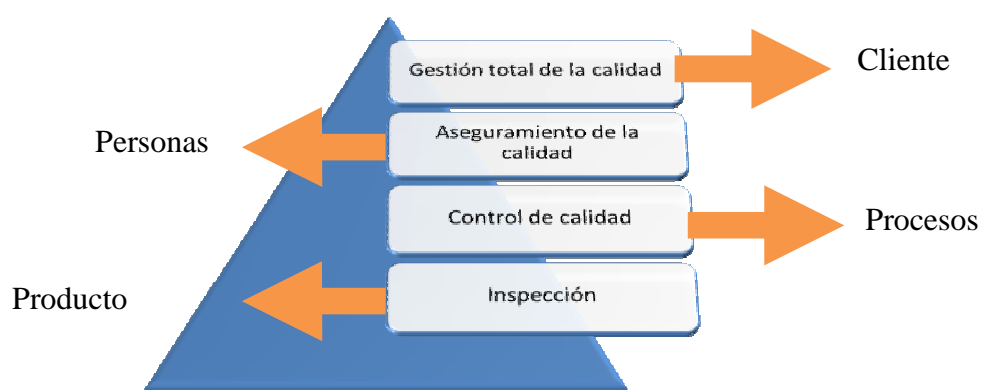 Gestión total de la calidad
Cliente
Personas
Aseguramiento de la
calidad
Control de calidad
Procesos
Producto
Inspección